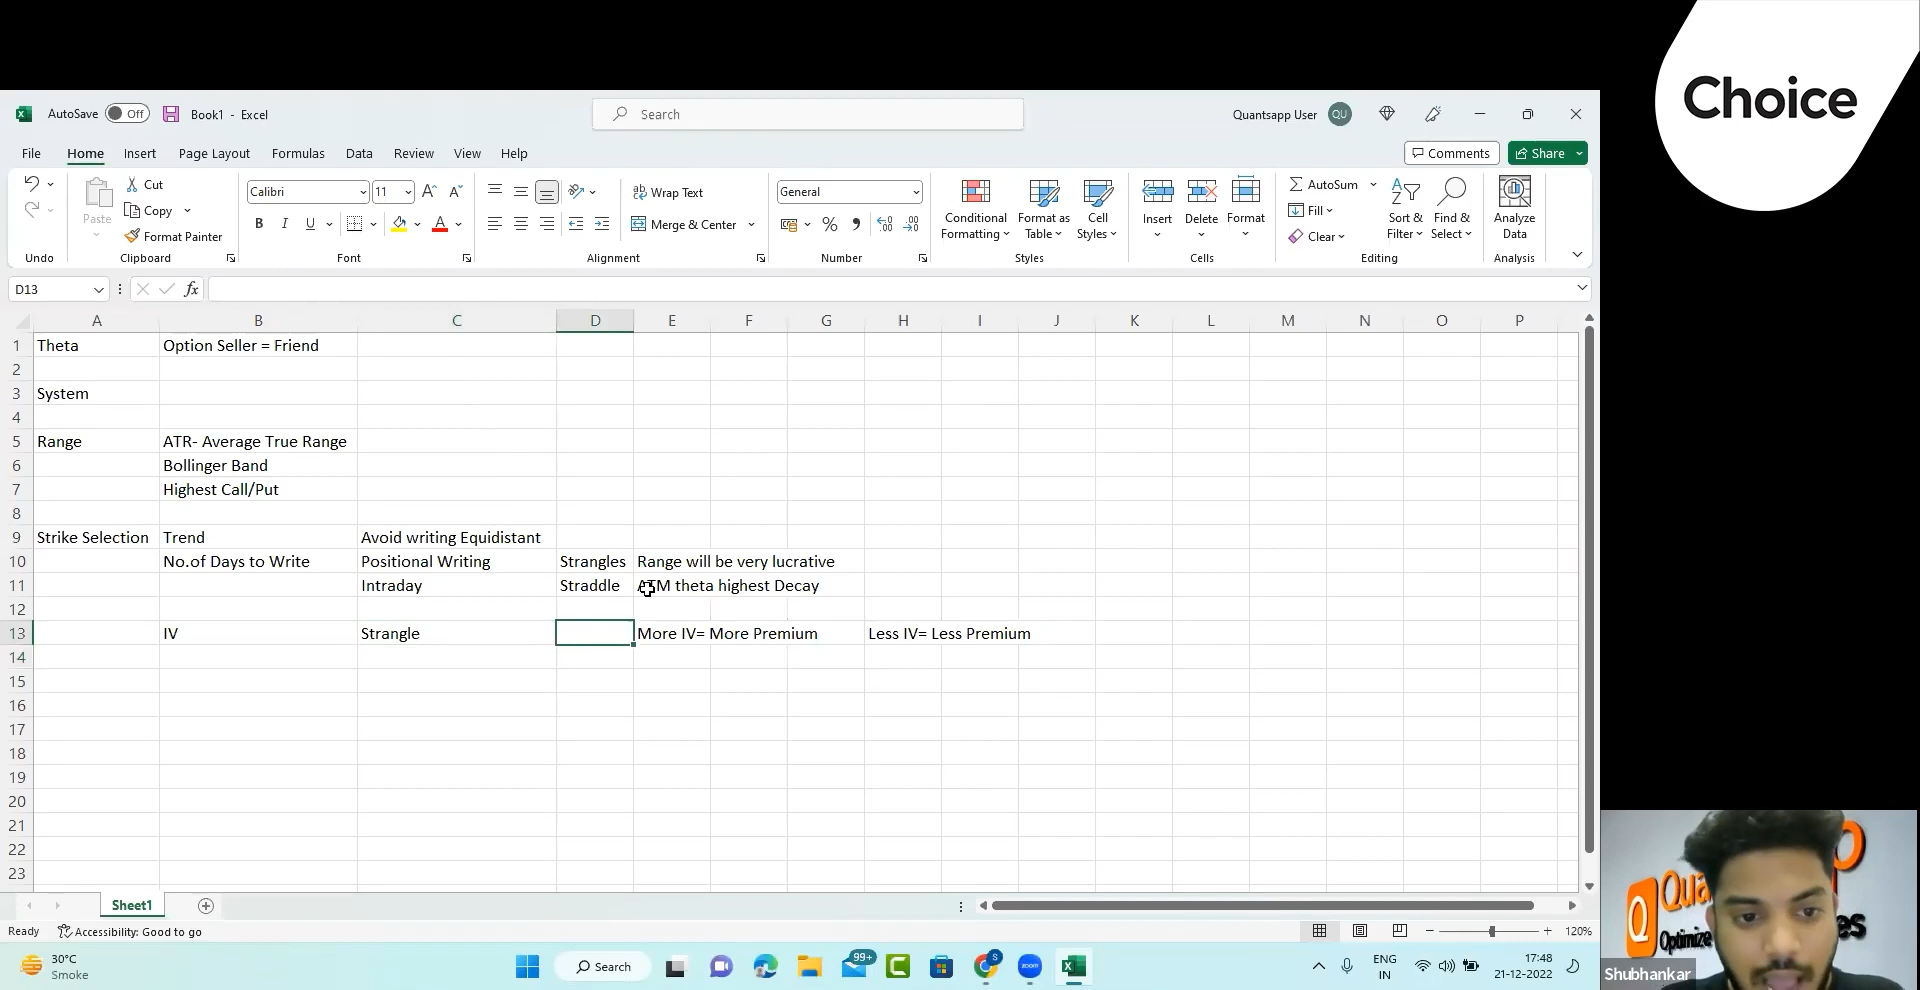 Choice
AutoSave Off Book1 - Excel Search Quantsapp User QU
File Home Insert Page Layout Formulas Data Review View Help Comments Share
Paste Cut Copy Format Painter
Calibri 11 A A B I U A
ab Wrap Text Merge & Center
General % ,
Conditional Formatting Format as Table Cell Styles Insert Delete Format
AutoSum Fill Clear Sort & Filter Find & Select Analyze Data
Undo Clipboard Font Alignment Number Styles Cells Editing Analysis
D13 fx
A B C D E F G H I J K L M N O P
1 Theta Option Seller = Friend
2
3 System
4
5 Range ATR- Average True Range
6 Bollinger Band
7 Highest Call/Put
8
9 Strike Selection Trend Avoid writing Equidistant
10 No.of Days to Write Positional Writing Strangles Range will be very lucrative
11 Intraday Straddle ATM theta highest Decay
12
13 IV Strangle More IV= More Premium Less IV= Less Premium
14
15
16
17
18
19
20
21
22
23
Sheet1
Ready Accessibility: Good to go 120%
30°C
Smoke
Search 99+ S zoom
ENG
IN
17:48
21-12-2022
Optimize
Shubhankar